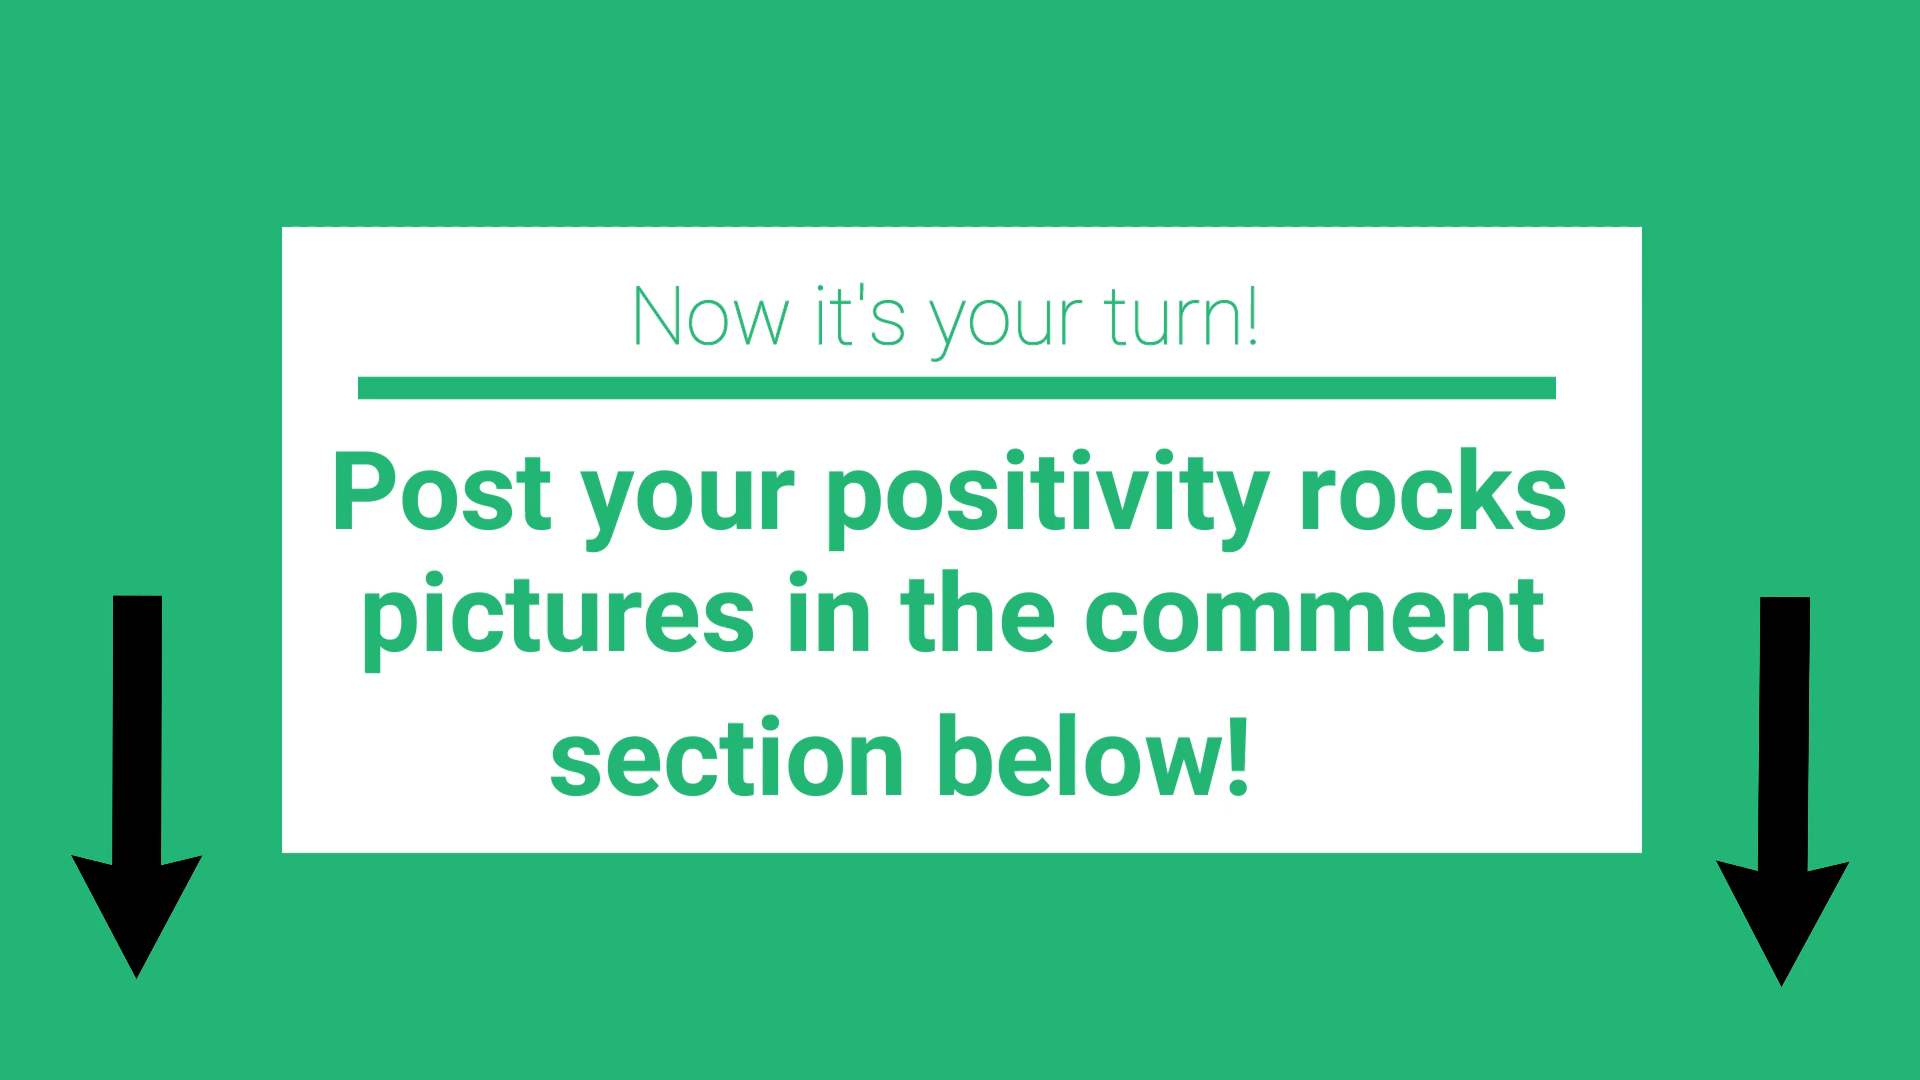 Now it's your turn!
Post your positivity rocks
pictures in the comment
section below!